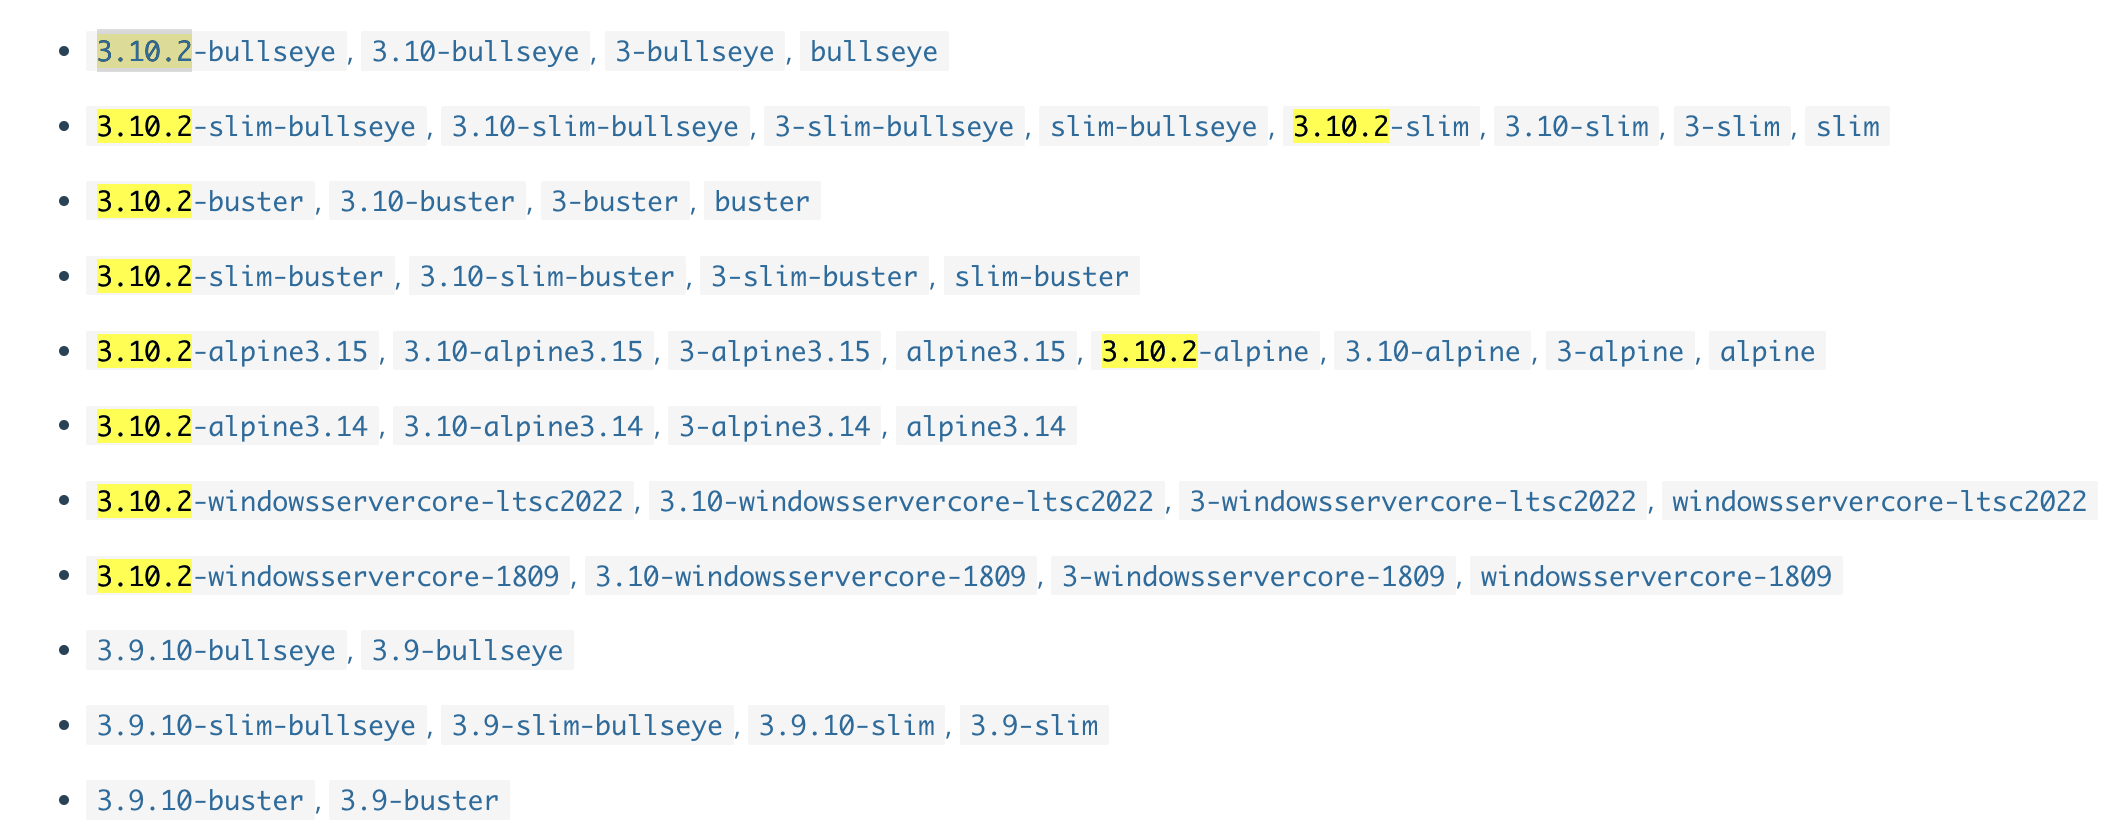 • 3.10.2-bullseye, 3.10-bullseye, 3-bullseye, bullseye
• 3.10.2-slim-bullseye, 3.10-slim-bullseye, 3-slim-bullseye, slim-bullseye, 3.10.2-slim, 3.10-slim, 3-slim, slim
• 3.10.2-buster, 3.10-buster, 3-buster, buster
• 3.10.2-slim-buster, 3.10-slim-buster, 3-slim-buster, slim-buster
• 3.10.2-alpine3.15, 3.10-alpine3.15, 3-alpine3.15, alpine3.15, 3.10.2-alpine, 3.10-alpine, 3-alpine, alpine
• 3.10.2-alpine3.14, 3.10-alpine3.14, 3-alpine3.14, alpine3.14
• 3.10.2-windowsservercore-ltsc2022, 3.10-windowsservercore-ltsc2022, 3-windowsservercore-ltsc2022, windowsservercore-ltsc2022
• 3.10.2-windowsservercore-1809, 3.10-windowsservercore-1809, 3-windowsservercore-1809, windowsservercore-1809
• 3.9.10-bullseye, 3.9-bullseye
• 3.9.10-slim-bullseye, 3.9-slim-bullseye, 3.9.10-slim, 3.9-slim
• 3.9.10-buster, 3.9-buster